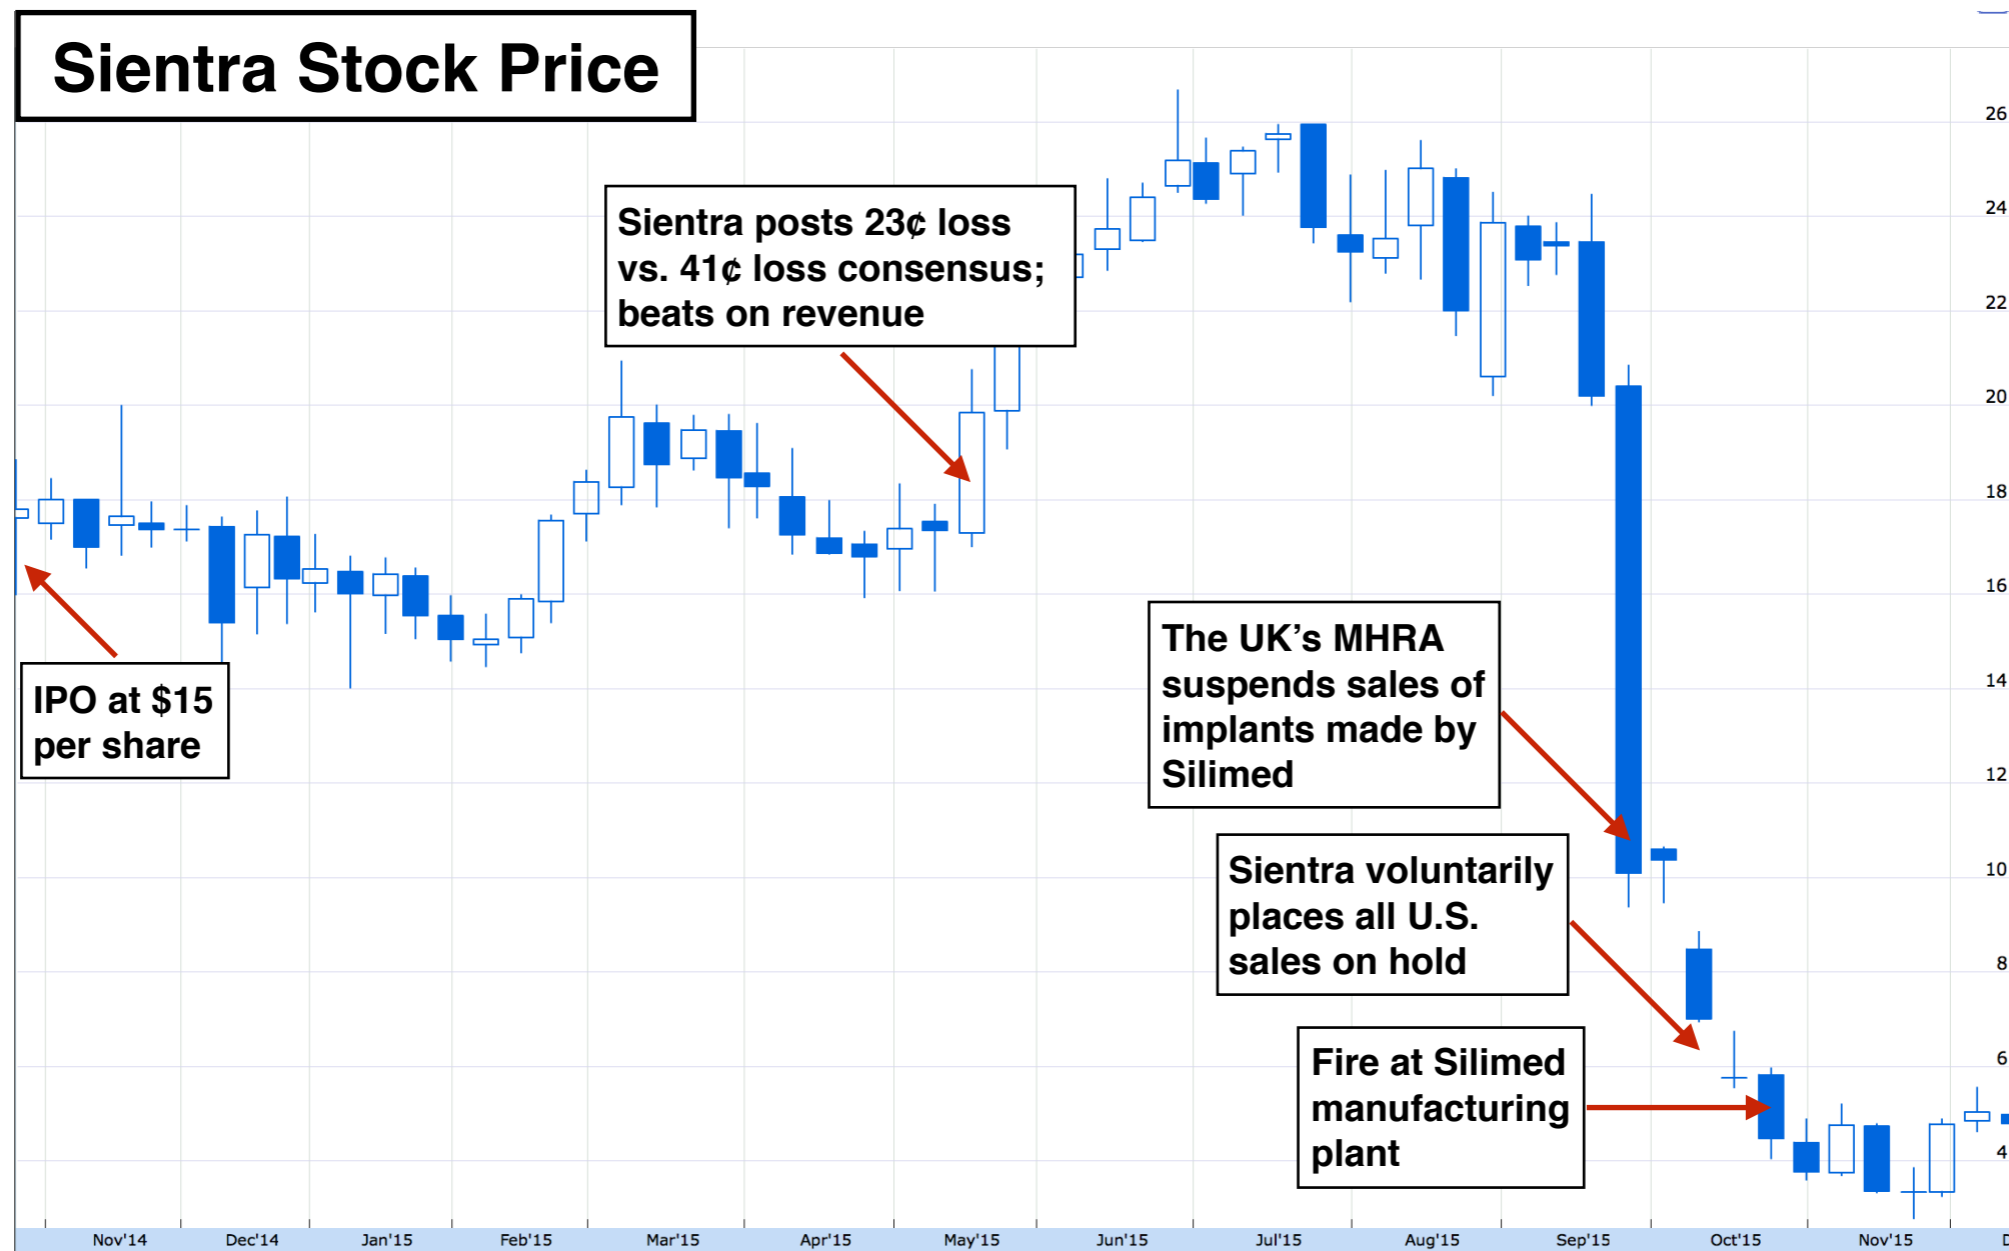 Sientra Stock Price
26
24
22
20
18
16
14
12
10
8
6
4
Sientra posts 23¢ loss
vs. 41¢ loss consensus;
beats on revenue
IPO at $15
per share
The UK’s MHRA
suspends sales of
implants made by
Silimed
Sientra voluntarily
places all U.S.
sales on hold
Fire at Silimed
manufacturing
plant
Nov'14 Dec'14 Jan'15 Feb'15 Mar'15 Apr'15 May'15 Jun'15 Jul'15 Aug'15 Sep'15 Oct'15 Nov'15